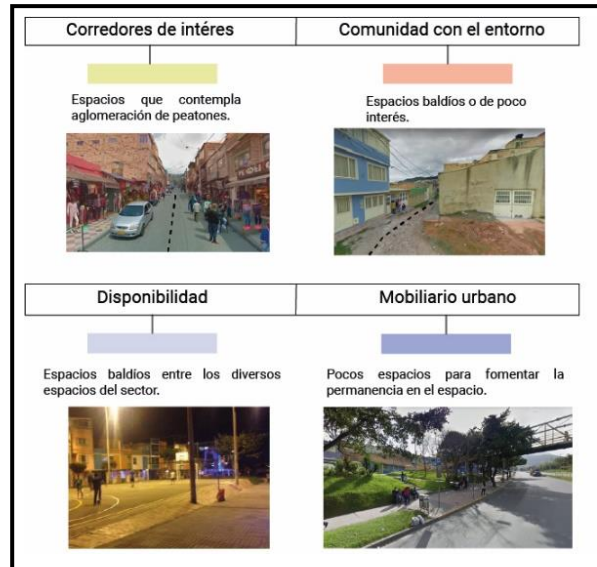 Corredores de intéres
Comunidad con el entorno
Espacios que contempla
aglomeración de peatones.
Espacios baldíos o de poco
interés.
Disponibilidad
Mobiliario urbano
Espacios baldíos entre los diversos
espacios del sector.
Pocos espacios para fomentar la
permanencia en el espacio.